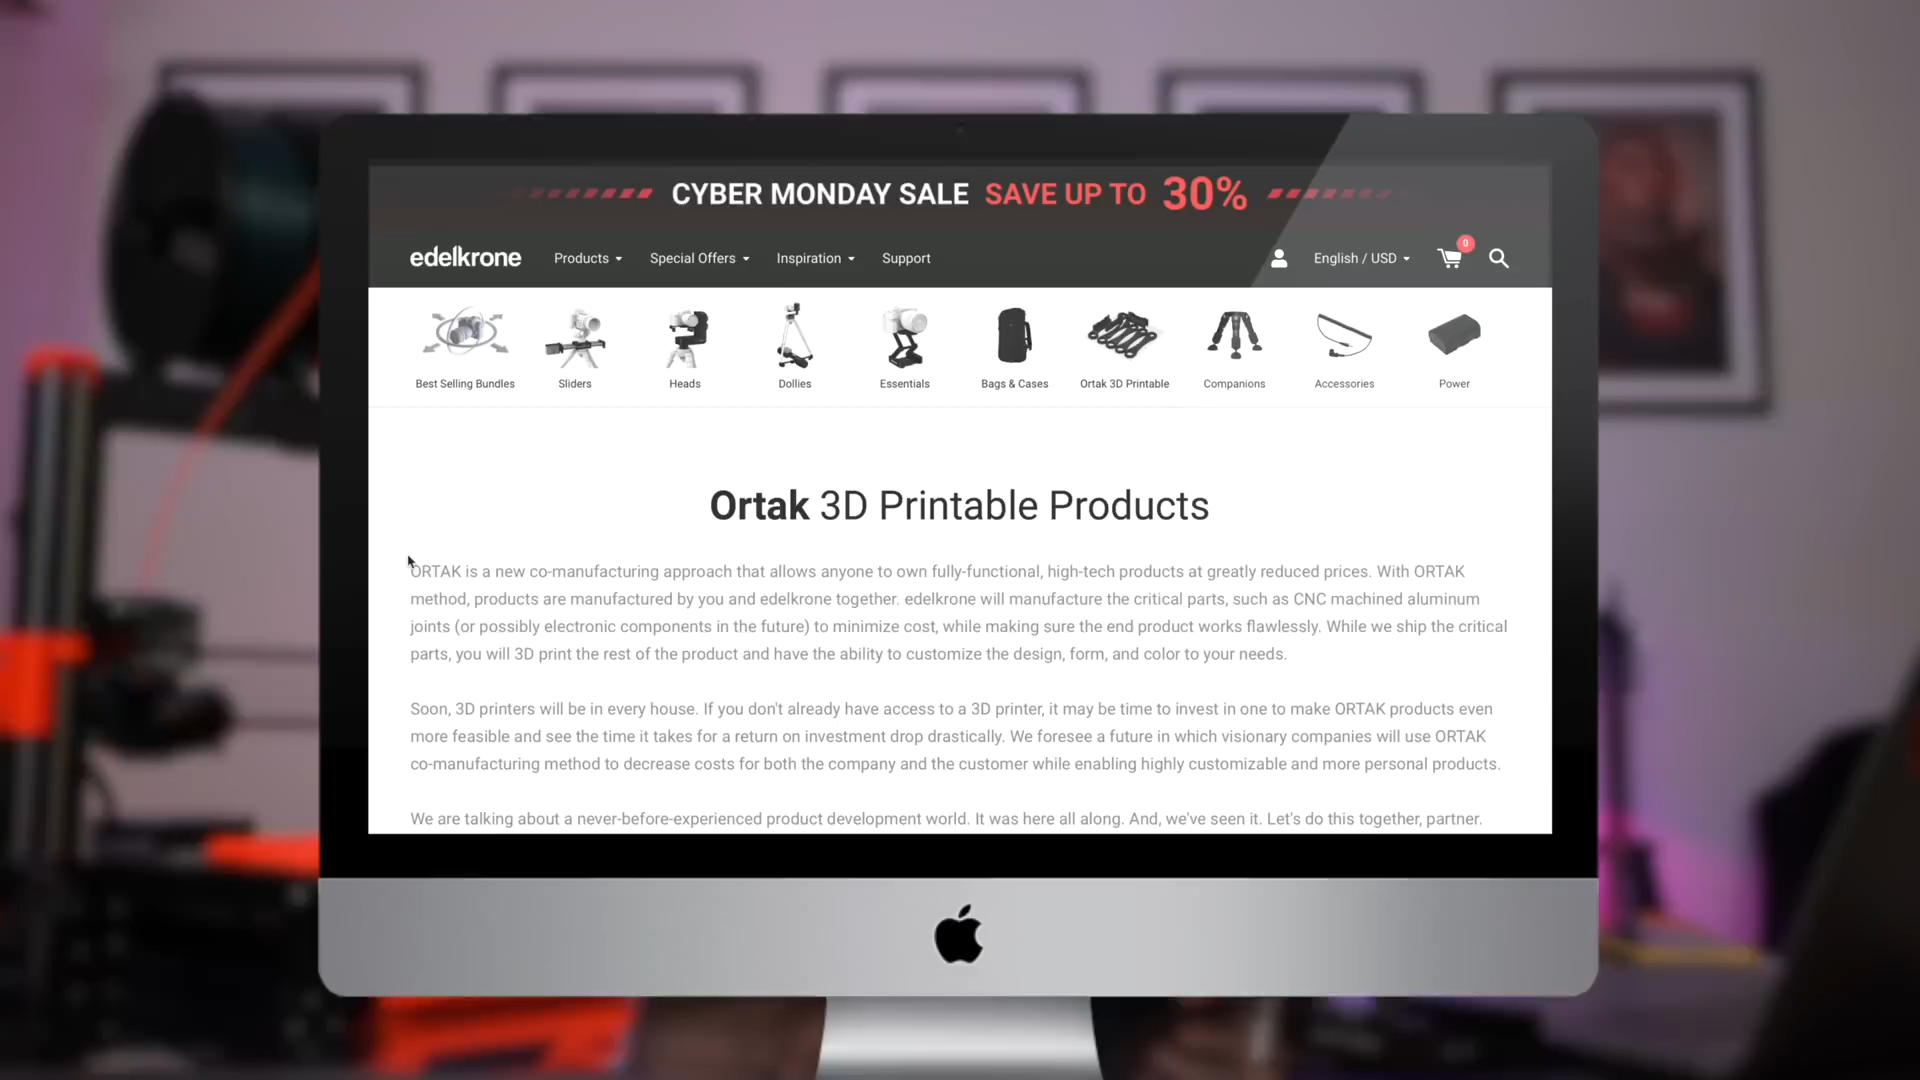 CYBER MONDAY SALE SAVE UP TO 30%
edelkrone Products Special Offers Inspiration Support English / USD 0
Best Selling Bundles Sliders Heads Dollies Essentials Bags & Cases Ortak 3D Printable Companions Accessories Power
Ortak 3D Printable Products
ORTAK is a new co-manufacturing approach that allows anyone to own fully-functional, high-tech products at greatly reduced prices. With ORTAK
method, products are manufactured by you and edelkrone together. edelkrone will manufacture the critical parts, such as CNC machined aluminum
joints (or possibly electronic components in the future) to minimize cost, while making sure the end product works flawlessly. While we ship the critical
parts, you will 3D print the rest of the product and have the ability to customize the design, form, and color to your needs.
Soon, 3D printers will be in every house. If you don't already have access to a 3D printer, it may be time to invest in one to make ORTAK products even
more feasible and see the time it takes for a return on investment drop drastically. We foresee a future in which visionary companies will use ORTAK
co-manufacturing method to decrease costs for both the company and the customer while enabling highly customizable and more personal products.
We are talking about a never-before-experienced product development world. It was here all along. And, we've seen it. Let's do this together, partner.